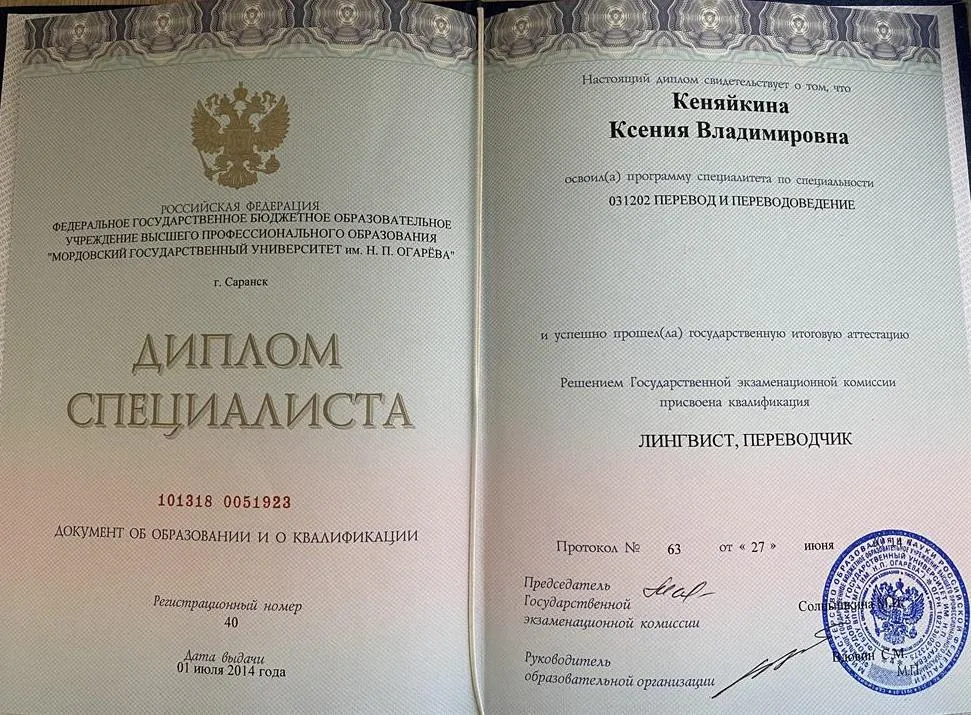 РОССИЙСКАЯ ФЕДЕРАЦИЯ
ФЕДЕРАЛЬНОЕ ГОСУДАРСТВЕННОЕ БЮДЖЕТНОЕ ОБРАЗОВАТЕЛЬНОЕ
УЧРЕЖДЕНИЕ ВЫСШЕГО ПРОФЕССИОНАЛЬНОГО ОБРАЗОВАНИЯ
"МОРДОВСКИЙ ГОСУДАРСТВЕННЫЙ УНИВЕРСИТЕТ им. Н. П. ОГАРЁВА"
г. Саранск
ДИПЛОМ
СПЕЦИАЛИСТА
101318 0051923
ДОКУМЕНТ ОБ ОБРАЗОВАНИИ И О КВАЛИФИКАЦИИ
Регистрационный номер
40
Дата выдачи
01 июля 2014 года
Настоящий диплом свидетельствует о том, что
Кеняйкина
Ксения Владимировна
освоил(а) программу специалитета по специальности
031202 ПЕРЕВОД И ПЕРЕВОДОВЕДЕНИЕ
и успешно прошел(ла) государственную итоговую аттестацию
Решением Государственной экзаменационной комиссии
присвоена квалификация
ЛИНГВИСТ, ПЕРЕВОДЧИК
Протокол № 63 от « 27 » июня
Председатель
Государственной
экзаменационной комиссии
Руководитель
образовательной организации
С.М.
М.П.